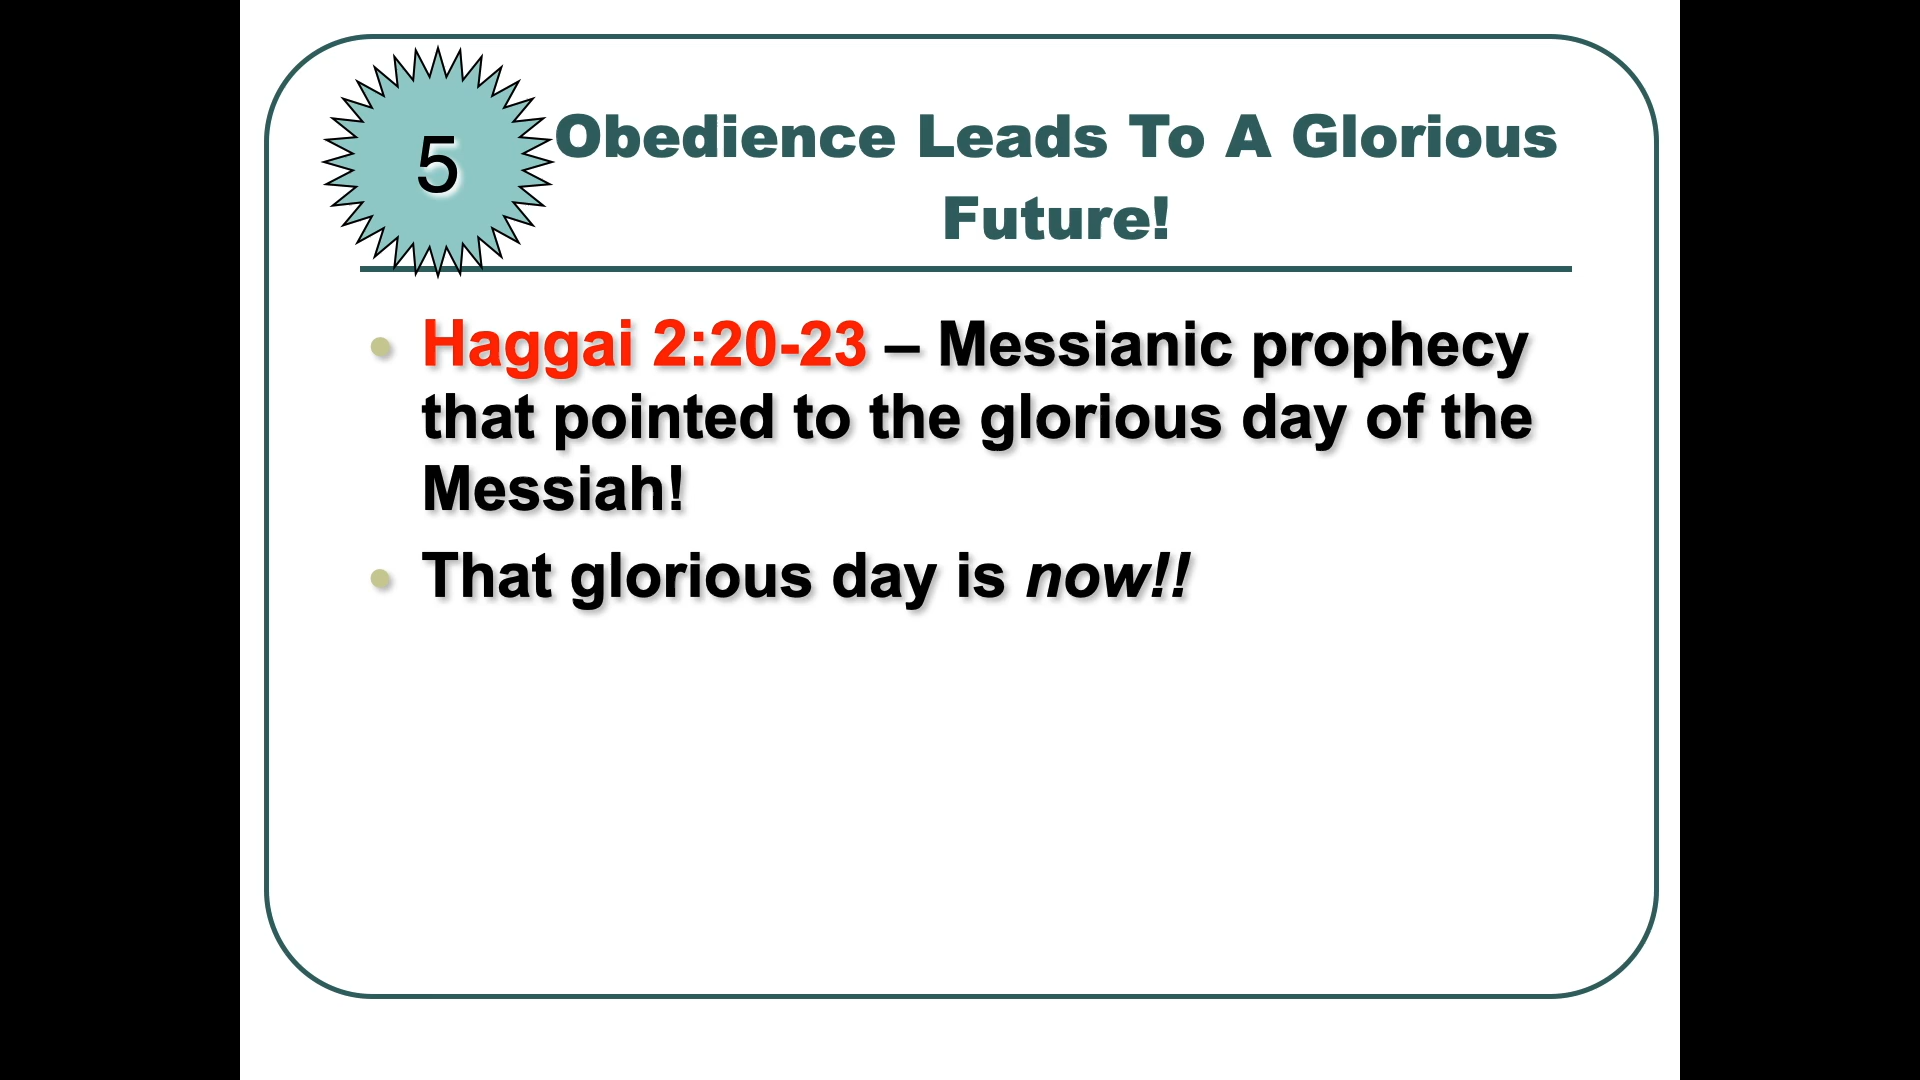 5
Obedience Leads To A Glorious
Future!
• Haggai 2:20-23 – Messianic prophecy
that pointed to the glorious day of the
Messiah!
• That glorious day is now!!